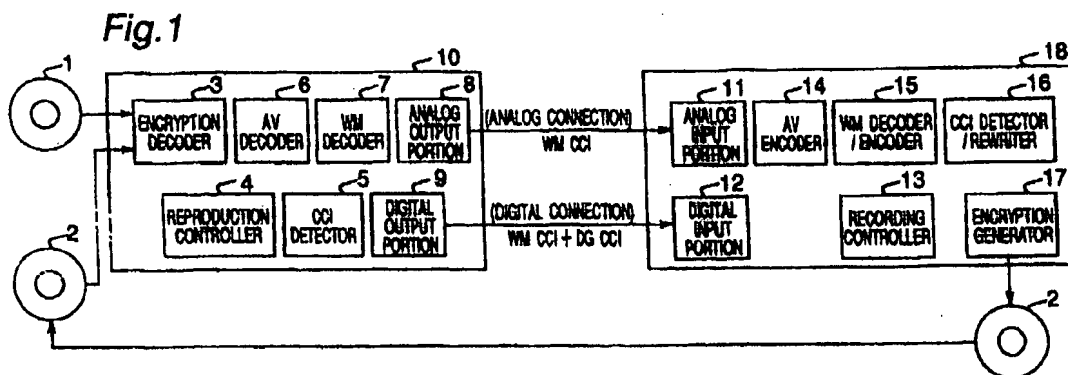 Fig.1
1
10
18
3
6
7
8
11
14
15
16
ENCRYPTION
DECODER
AV
DECODER
WM
DECODER
ANALOG
OUTPUT
PORTION
(ANALOG CONNECTION)
WM CCI
ANALOG
INPUT
PORTION
AV
ENCODER
WM DECODER
/ENCODER
CCI DETECTOR
/REWRITER
4
5
9
12
13
17
REPRODUCTION
CONTROLLER
CCI
DETECTOR
DIGITAL
OUTPUT
PORTION
(DIGITAL CONNECTION)
WM CCI + DG CCI
DIGITAL
INPUT
PORTION
RECORDING
CONTROLLER
ENCRYPTION
GENERATOR
2
2